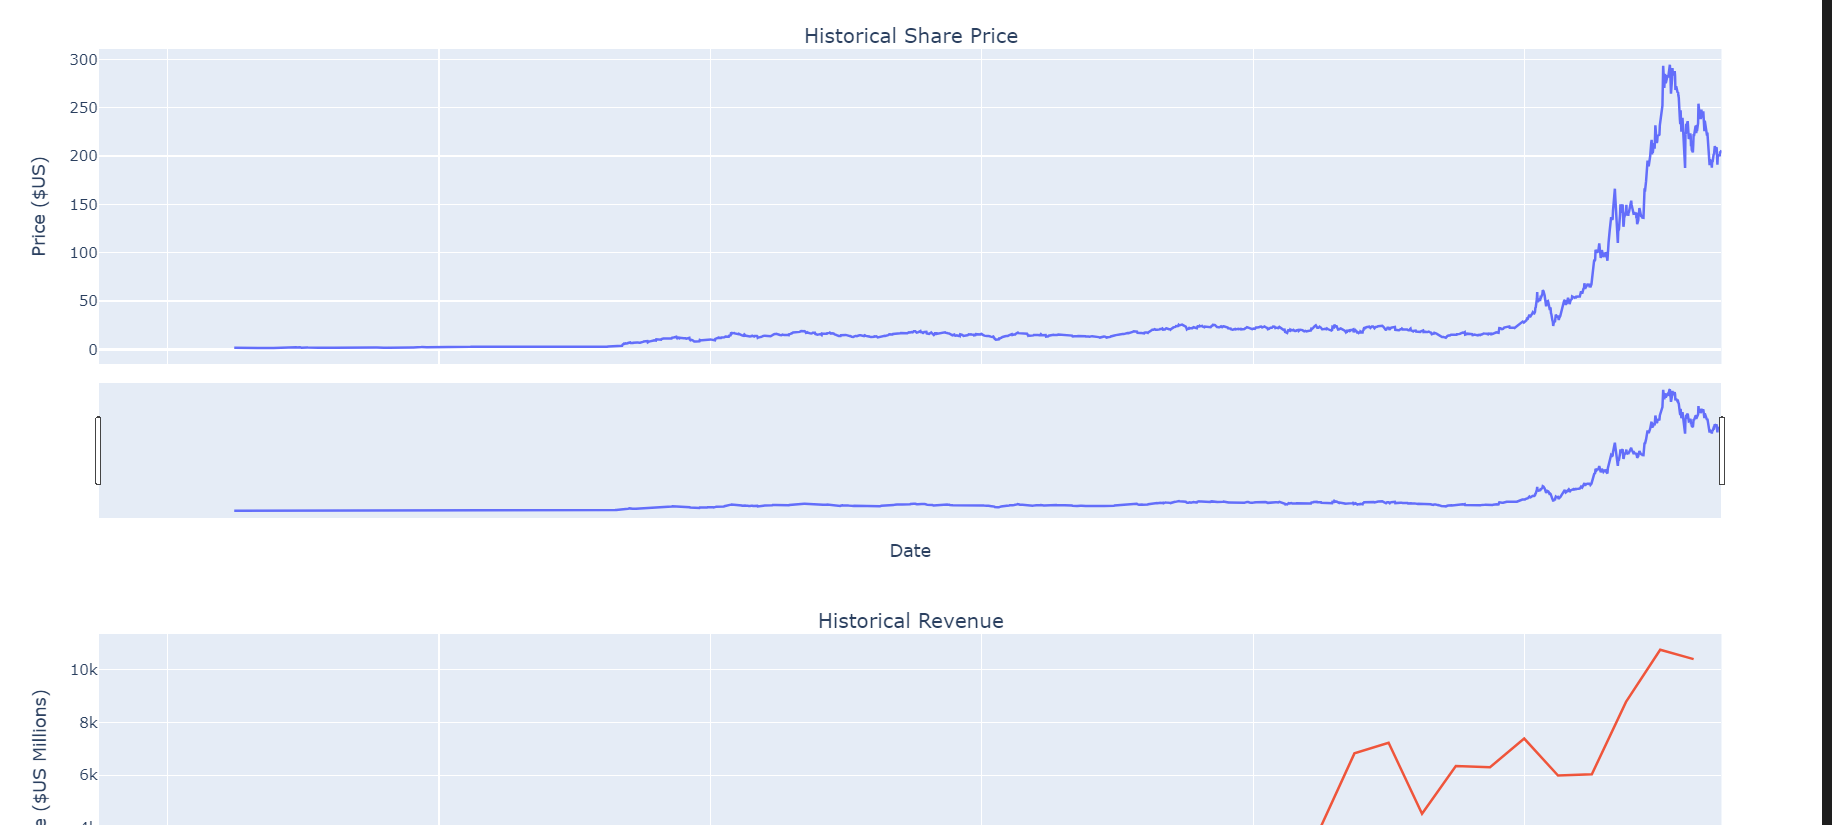 Historical Share Price
300
250
200
150
100
50
0
Price ($US)
Date
Historical Revenue
10k
8k
6k
($US Millions)